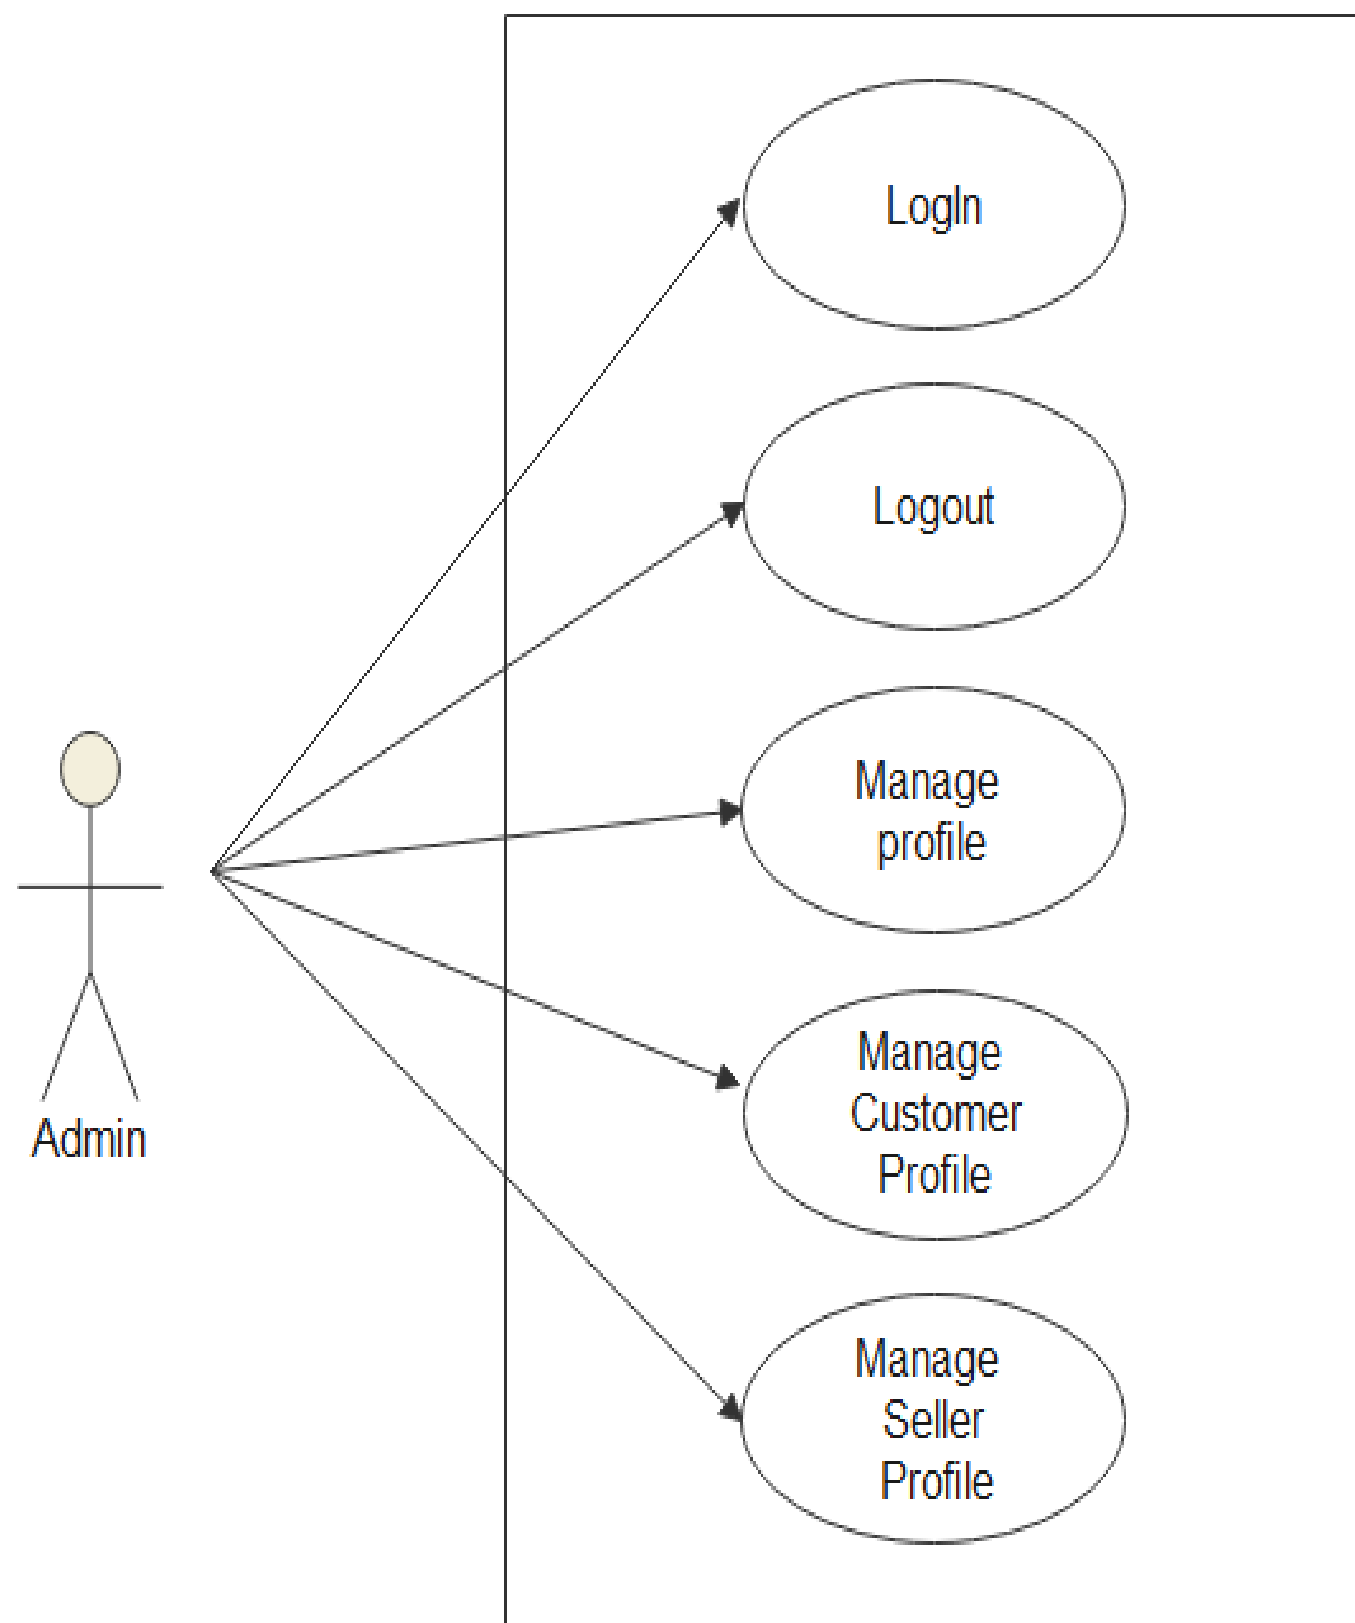 LogIn
Logout
Manage
profile
Admin
Manage
Customer
Profile
Manage
Seller
Profile